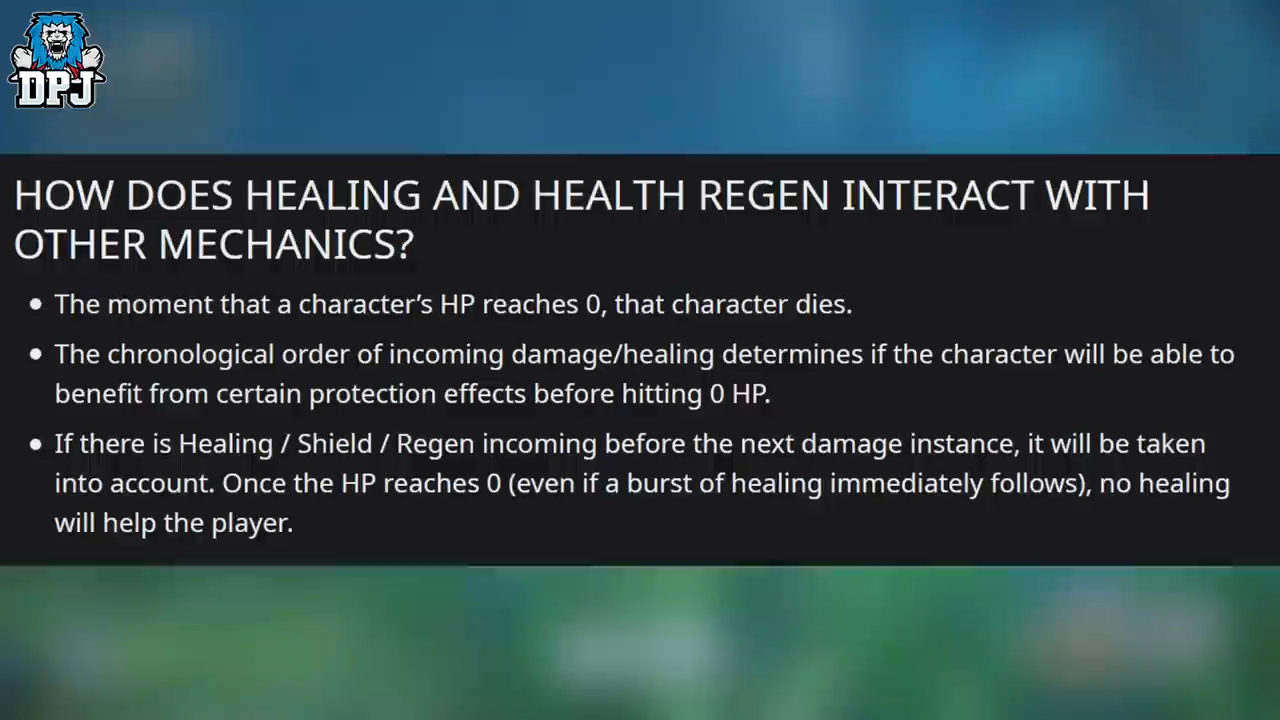 DPJ
HOW DOES HEALING AND HEALTH REGEN INTERACT WITH
OTHER MECHANICS?
• The moment that a character’s HP reaches 0, that character dies.
• The chronological order of incoming damage/healing determines if the character will be able to
benefit from certain protection effects before hitting 0 HP.
• If there is Healing / Shield / Regen incoming before the next damage instance, it will be taken
into account. Once the HP reaches 0 (even if a burst of healing immediately follows), no healing
will help the player.